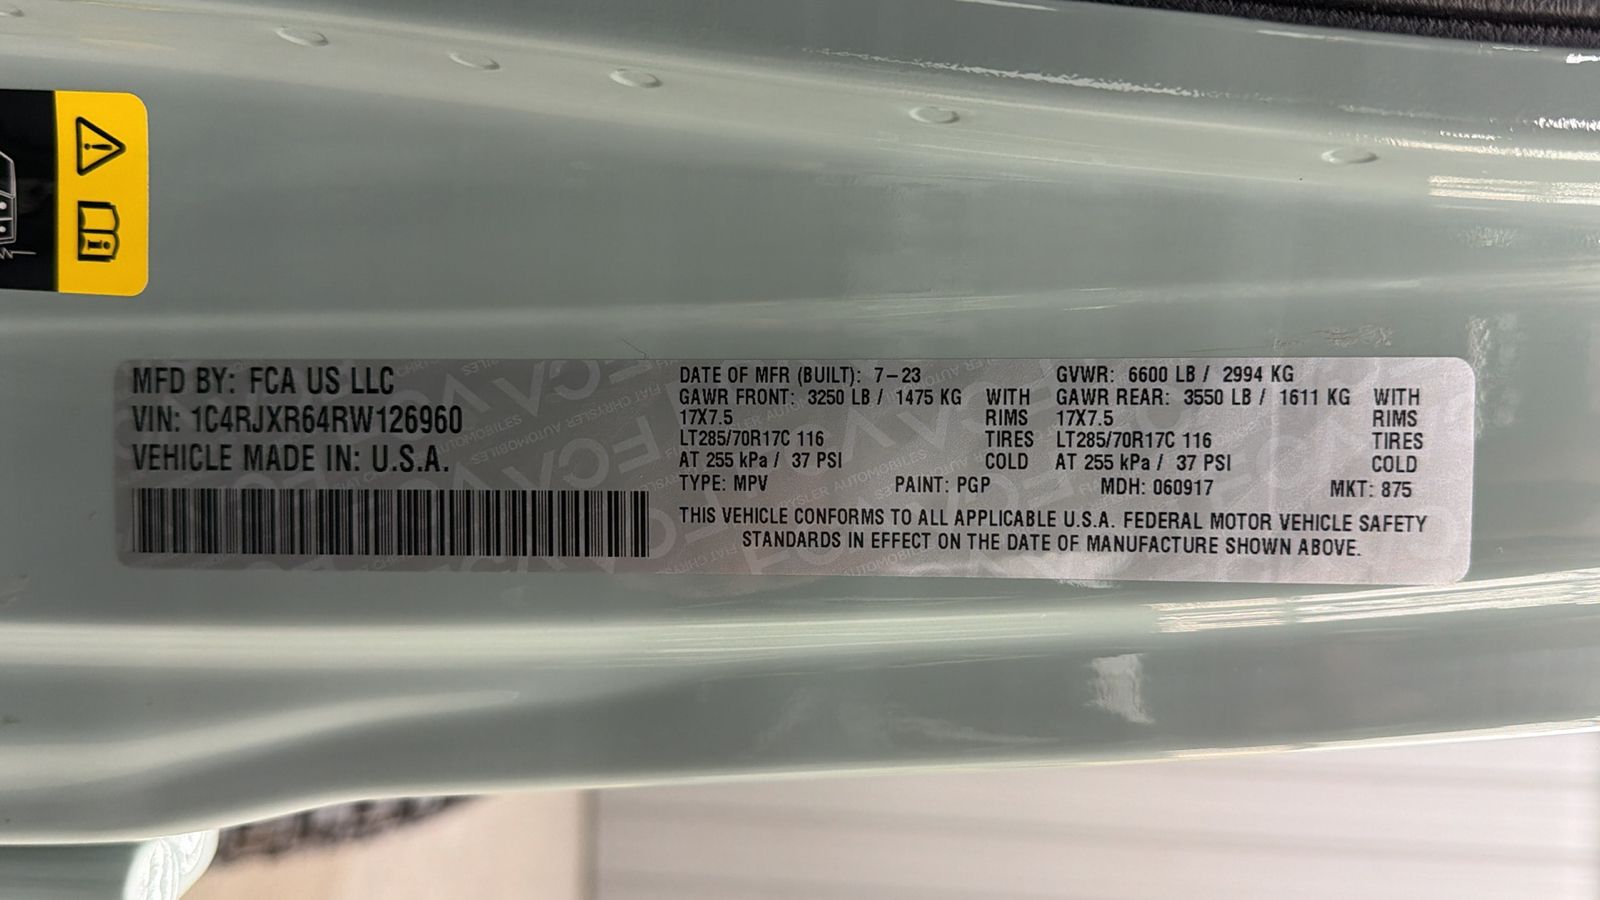 MFD BY: FCA US LLC
VIN: 1C4RJXR64RW126960
VEHICLE MADE IN: U.S.A.
DATE OF MFR (BUILT): 7-23
GVWR: 6600 LB / 2994 KG
GAWR FRONT: 3250 LB / 1475 KG WITH
17X7.5 RIMS
LT285/70R17C 116 TIRES
AT 255 kPa / 37 PSI COLD
GAWR REAR: 3550 LB / 1611 KG WITH
17X7.5 RIMS
LT285/70R17C 116 TIRES
AT 255 kPa / 37 PSI COLD
TYPE: MPV PAINT: PGP MDH: 060917 MKT: 875
THIS VEHICLE CONFORMS TO ALL APPLICABLE U.S.A. FEDERAL MOTOR VEHICLE SAFETY
STANDARDS IN EFFECT ON THE DATE OF MANUFACTURE SHOWN ABOVE.